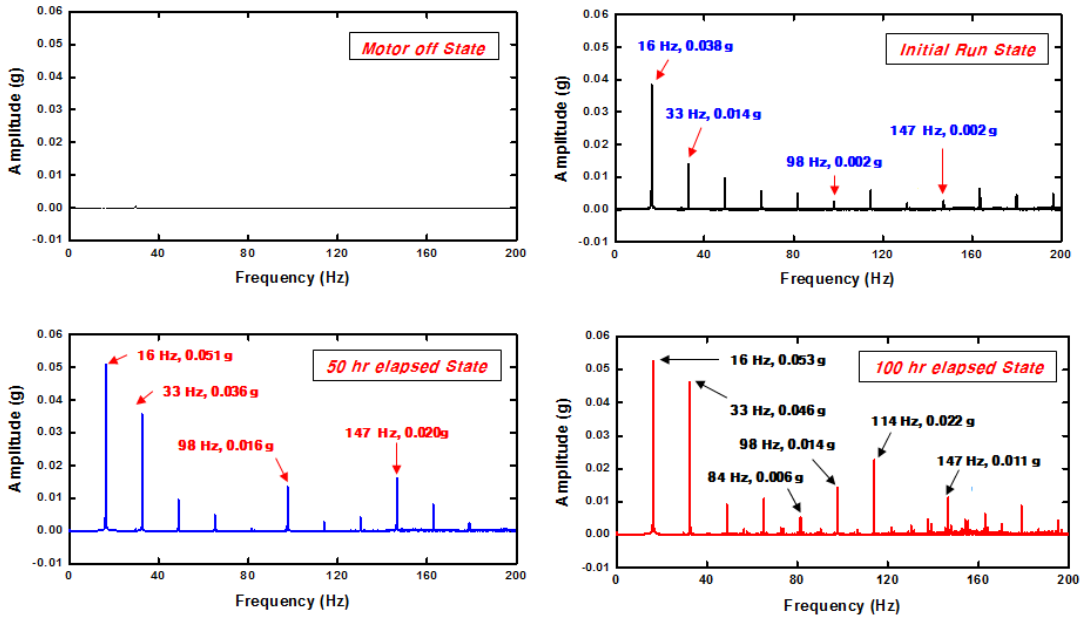 0.06
0.05
0.04
0.03
0.02
0.01
0.00
-0.01
Amplitude (g)
Motor off State
0 40 80 120 160 200
Frequency (Hz)
0.06
0.05
0.04
0.03
0.02
0.01
0.00
-0.01
Amplitude (g)
Initial Run State
16 Hz, 0.038 g
33 Hz, 0.014 g
98 Hz, 0.002 g
147 Hz, 0.002 g
0 40 80 120 160 200
Frequency (Hz)
0.06
0.05
0.04
0.03
0.02
0.01
0.00
-0.01
Amplitude (g)
50 hr elapsed State
16 Hz, 0.051 g
33 Hz, 0.036 g
98 Hz, 0.016 g
147 Hz, 0.020 g
0 40 80 120 160 200
Frequency (Hz)
0.06
0.05
0.04
0.03
0.02
0.01
0.00
-0.01
Amplitude (g)
100 hr elapsed State
16 Hz, 0.053 g
33 Hz, 0.046 g
114 Hz, 0.022 g
98 Hz, 0.014 g
147 Hz, 0.011 g
84 Hz, 0.006 g
0 40 80 120 160 200
Frequency (Hz)